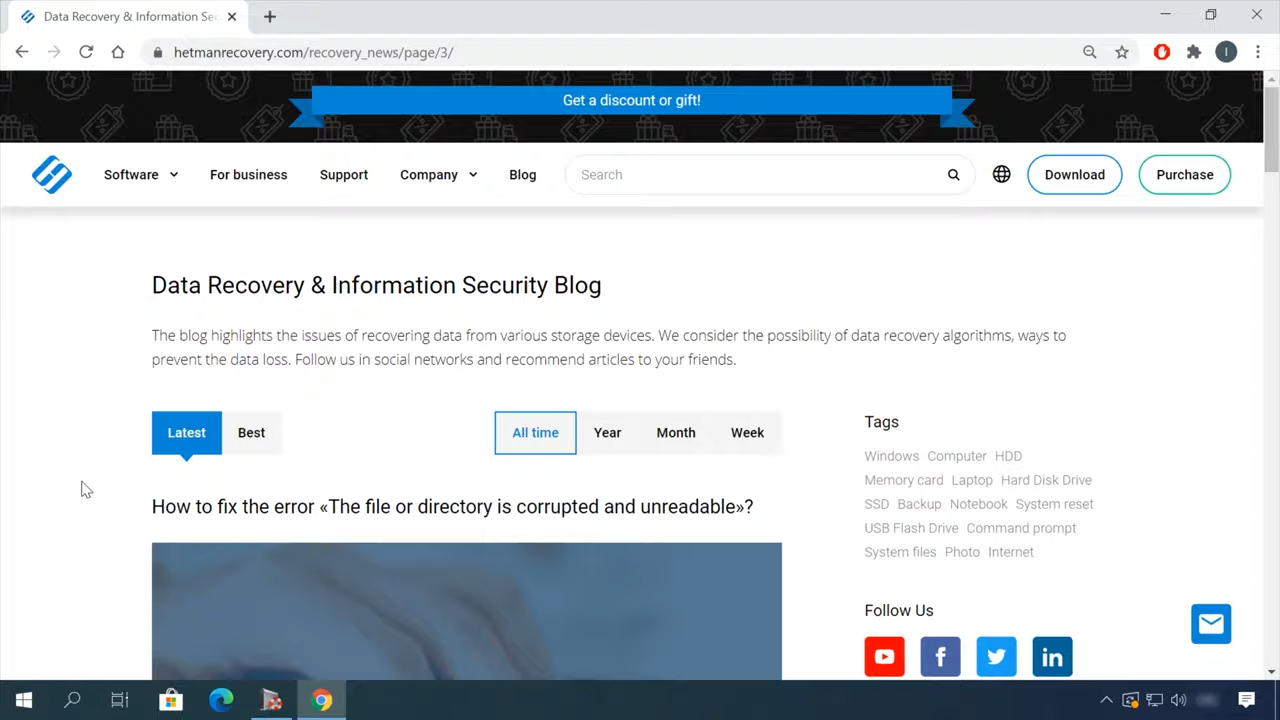 Data Recovery & Information Sec
hetmanrecovery.com/recovery_news/page/3/
I
Get a discount or gift!
Software
For business
Support
Company
Blog
Search
Download
Purchase
Data Recovery & Information Security Blog
The blog highlights the issues of recovering data from various storage devices. We consider the possibility of data recovery algorithms, ways to
prevent the data loss. Follow us in social networks and recommend articles to your friends.
Latest
Best
All time
Year
Month
Week
How to fix the error «The file or directory is corrupted and unreadable»?
Tags
Windows Computer HDD
Memory card Laptop Hard Disk Drive
SSD Backup Notebook System reset
USB Flash Drive Command prompt
System files Photo Internet
Follow Us